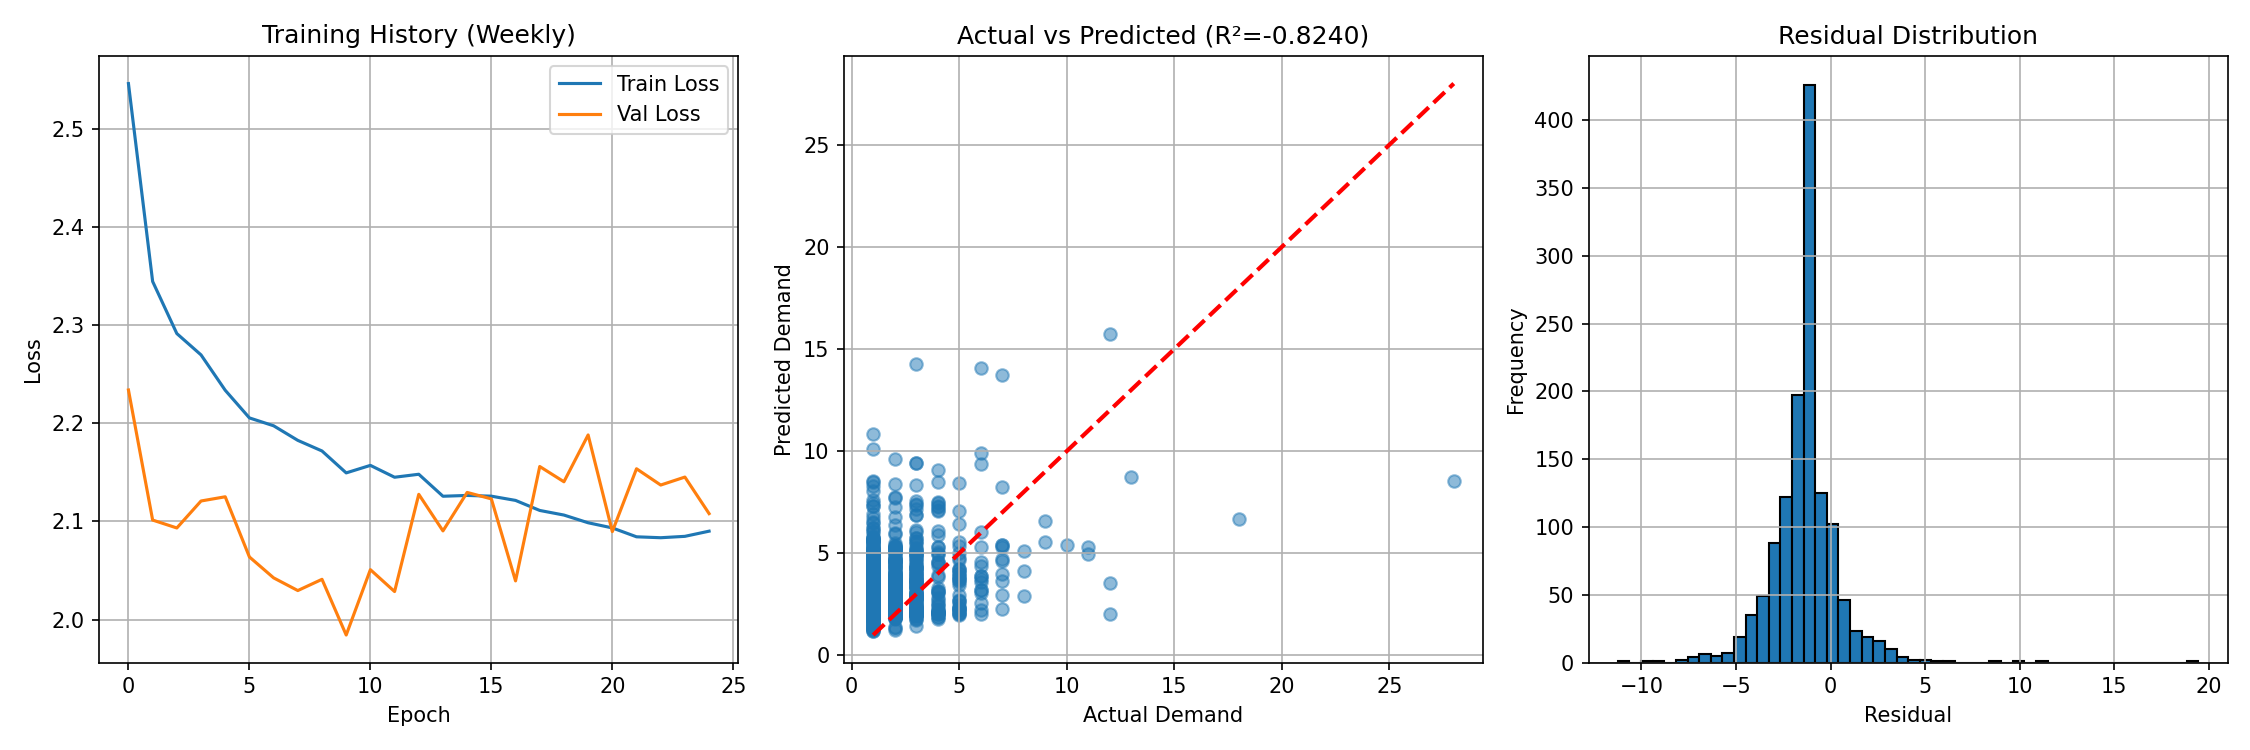 Training History (Weekly)
Train Loss
Val Loss
2.5
2.4
2.3
2.2
2.1
2.0
Loss
0 5 10 15 20 25
Epoch
Actual vs Predicted (R²=-0.8240)
25
20
15
10
5
0
Predicted Demand
0 5 10 15 20 25
Actual Demand
Residual Distribution
400
350
300
250
200
150
100
50
0
Frequency
−10 −5 0 5 10 15 20
Residual